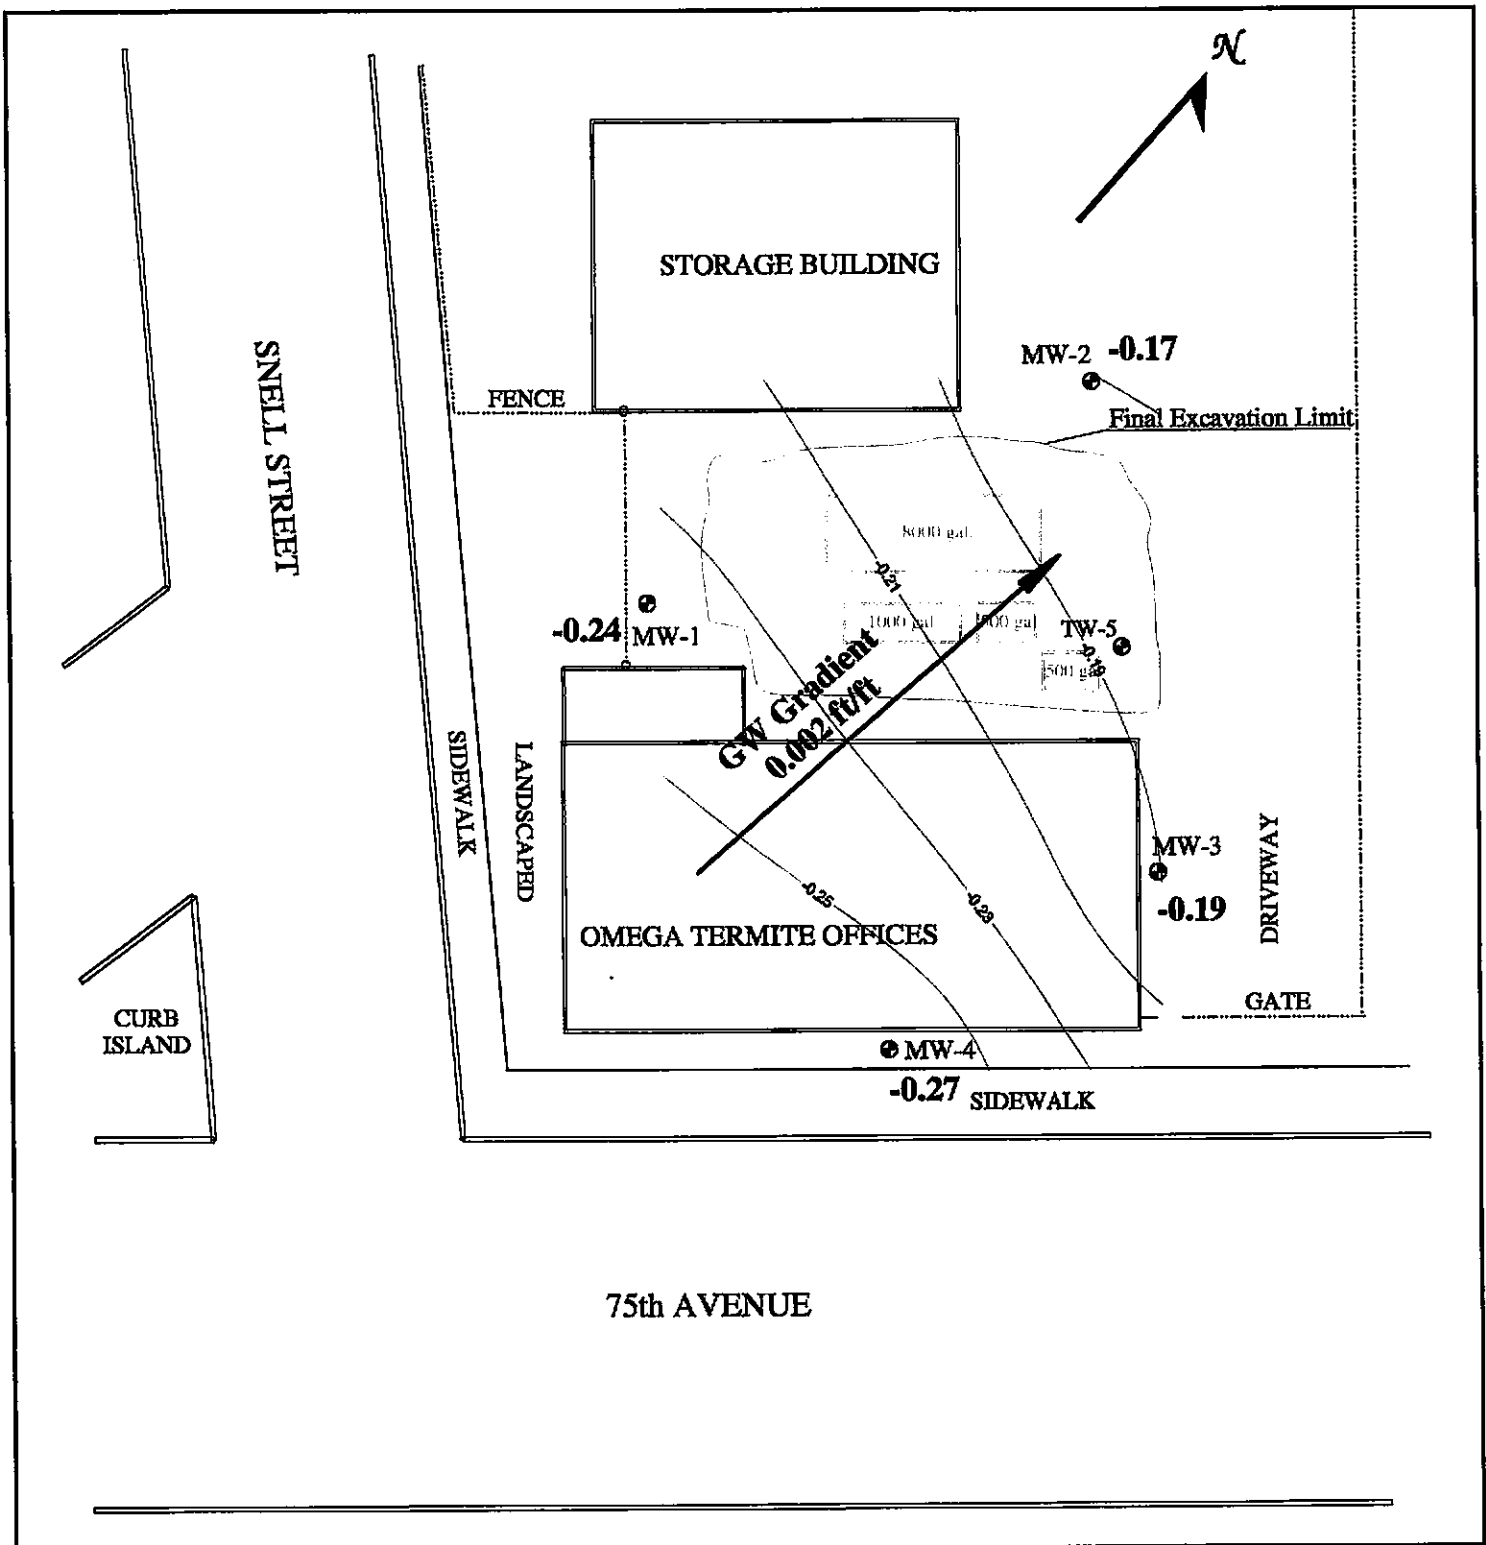 N
STORAGE BUILDING
SNELL STREET
MW-2 -0.17
FENCE
Final Excavation Limit
8000 gal.
-0.21
1000 gal
500 gal
TW-5
-0.24 MW-1
-0.19
500 gal
GW Gradient
0.002 ft/ft
SIDEWALK
LANDSCAPED
MW-3
-0.19
DRIVEWAY
-0.25
-0.23
OMEGA TERMITE OFFICES
GATE
CURB
ISLAND
MW-4
-0.27
SIDEWALK
75th AVENUE